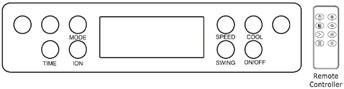 MODE
SPEED
COOL
TIME
ION
SWING
ON/OFF
Remote
Controller